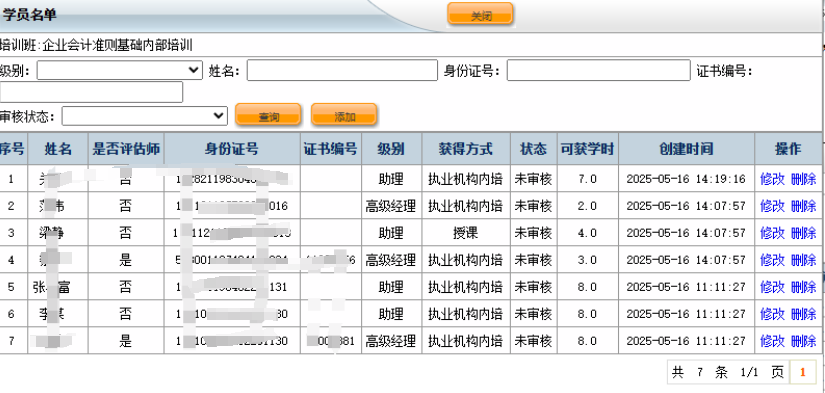 学员名单 关闭
培训班:企业会计准则基础内部培训
级别: 姓名: 身份证号: 证书编号:
审核状态: 查询 添加
序号 姓名 是否评估师 身份证号 证书编号 级别 获得方式 状态 可获学时 创建时间 操作
1 否 助理 执业机构内培 未审核 7.0 2025-05-16 14:19:16 修改 删除
2 否 高级经理 执业机构内培 未审核 2.0 2025-05-16 14:07:57 修改 删除
3 梁静 否 助理 授课 未审核 4.0 2025-05-16 14:07:57 修改 删除
4 是 高级经理 执业机构内培 未审核 3.0 2025-05-16 14:07:57 修改 删除
5 否 助理 执业机构内培 未审核 8.0 2025-05-16 11:11:27 修改 删除
6 否 助理 执业机构内培 未审核 8.0 2025-05-16 11:11:27 修改 删除
7 是 高级经理 执业机构内培 未审核 8.0 2025-05-16 11:11:27 修改 删除
共 7 条 1/1 页 1